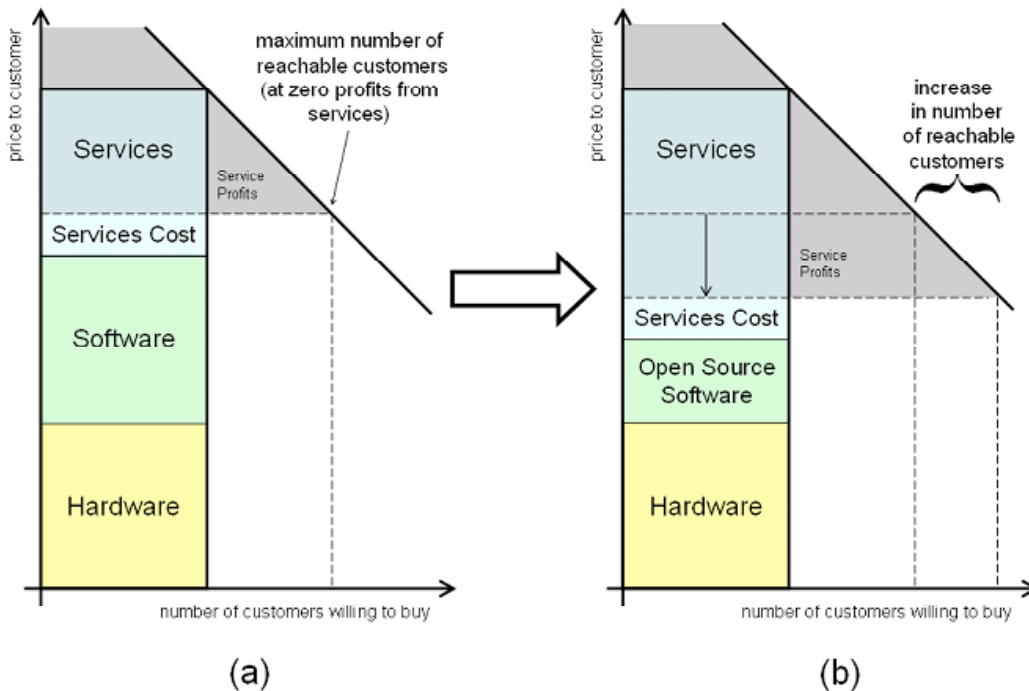 price to customer
maximum number of
reachable customers
(at zero profits from
services)
Services
Service
Profits
Services Cost
Software
Hardware
number of customers willing to buy
(a)
price to customer
increase
in number
of reachable
customers
Services
Service
Profits
Services Cost
Open Source
Software
Hardware
number of customers willing to buy
(b)